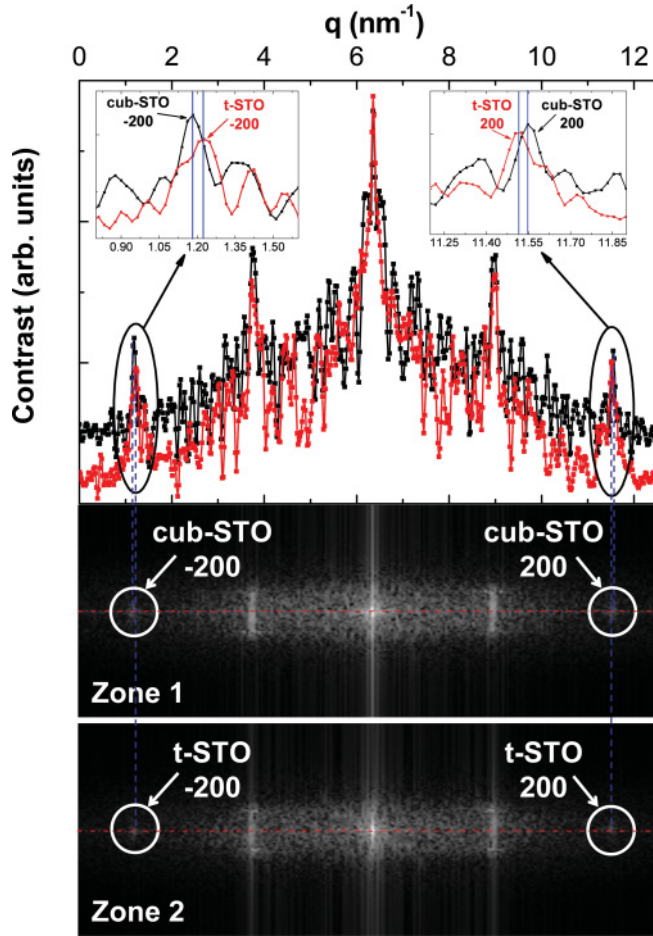 q (nm⁻¹)
0 2 4 6 8 10 12
cub-STO
-200
t-STO
-200
t-STO
200
cub-STO
200
0.90 1.05 1.20 1.35 1.50
11.25 11.40 11.55 11.70 11.85
Contrast (arb. units)
cub-STO
-200
cub-STO
200
Zone 1
t-STO
-200
t-STO
200
Zone 2